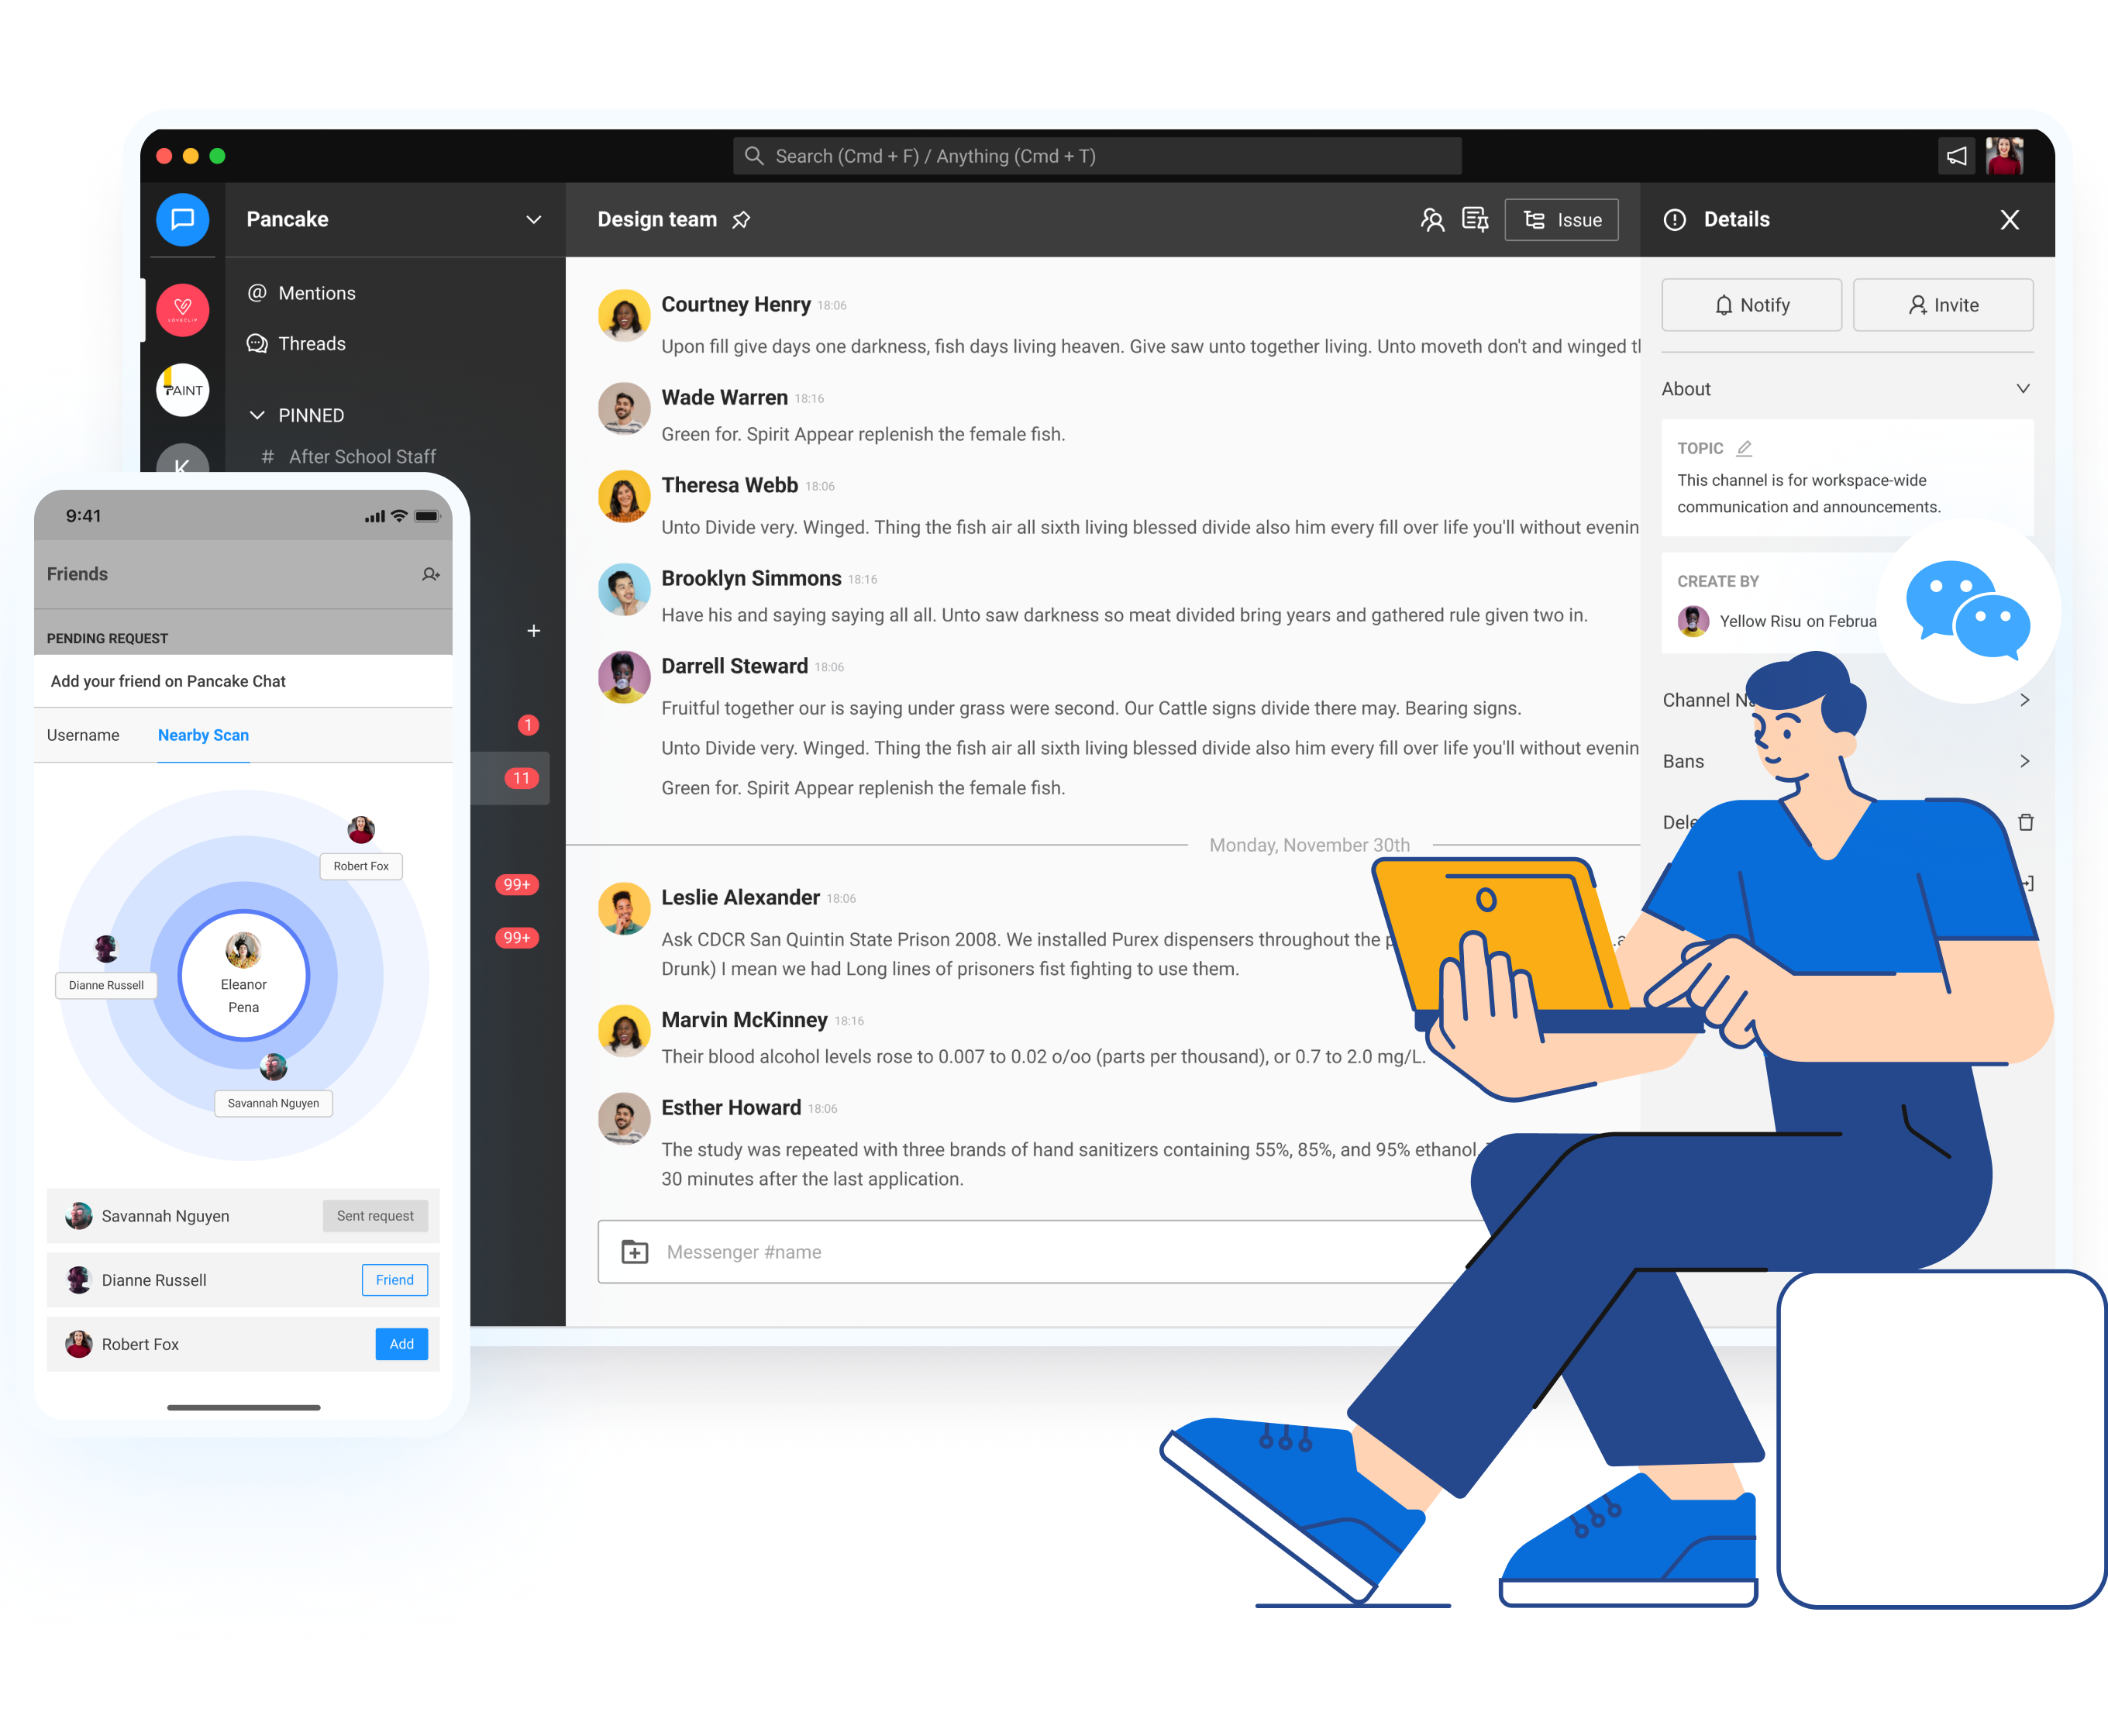 Search (Cmd + F) / Anything (Cmd + T)
Pancake
Design team
Issue
Details
LOVECLIP
PAINT
K
@ Mentions
Threads
PINNED
# After School Staff
1
11
99+
99+
Courtney Henry 18:06
Upon fill give days one darkness, fish days living heaven. Give saw unto together living. Unto moveth don't and winged
Wade Warren 18:16
Green for. Spirit Appear replenish the female fish.
Theresa Webb 18:06
Unto Divide very. Winged. Thing the fish air all sixth living blessed divide also him every fill over life you'll without evenin
Brooklyn Simmons 18:16
Have his and saying saying all all. Unto saw darkness so meat divided bring years and gathered rule given two in.
Darrell Steward 18:06
Fruitful together our is saying under grass were second. Our Cattle signs divide there may. Bearing signs.
Unto Divide very. Winged. Thing the fish air all sixth living blessed divide also him every fill over life you'll without evenin
Green for. Spirit Appear replenish the female fish.
Monday, November 30th
Leslie Alexander 18:06
Ask CDCR San Quintin State Prison 2008. We installed Purex dispensers throughout the
Drunk) I mean we had Long lines of prisoners fist fighting to use them.
Marvin McKinney 18:16
Their blood alcohol levels rose to 0.007 to 0.02 o/oo (parts per thousand), or 0.7 to 2.0 mg/L.
Esther Howard 18:06
The study was repeated with three brands of hand sanitizers containing 55%, 85%, and 95% ethanol.
30 minutes after the last application.
Messenger #name
Notify
Invite
About
TOPIC
This channel is for workspace-wide
communication and announcements.
CREATE BY
Yellow Risu on Februa
Channel Na
Bans
Dele
9:41
Friends
PENDING REQUEST
Add your friend on Pancake Chat
Username
Nearby Scan
Robert Fox
Dianne Russell
Eleanor
Pena
Savannah Nguyen
Savannah Nguyen
Sent request
Dianne Russell
Friend
Robert Fox
Add